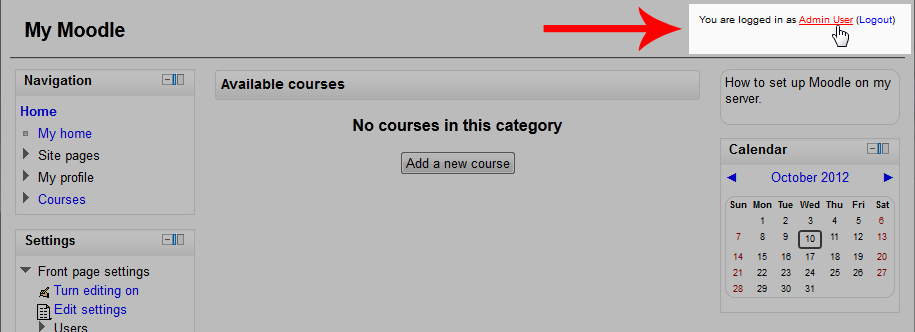 My Moodle
You are logged in as Admin User (Logout)
Navigation
Home
My home
Site pages
My profile
Courses
Settings
Front page settings
Turn editing on
Edit settings
Users
Available courses
No courses in this category
Add a new course
How to set up Moodle on my
server.
Calendar
October 2012
Sun Mon Tue Wed Thu Fri Sat
1 2 3 4 5 6
7 8 9 10 11 12 13
14 15 16 17 18 19 20
21 22 23 24 25 26 27
28 29 30 31